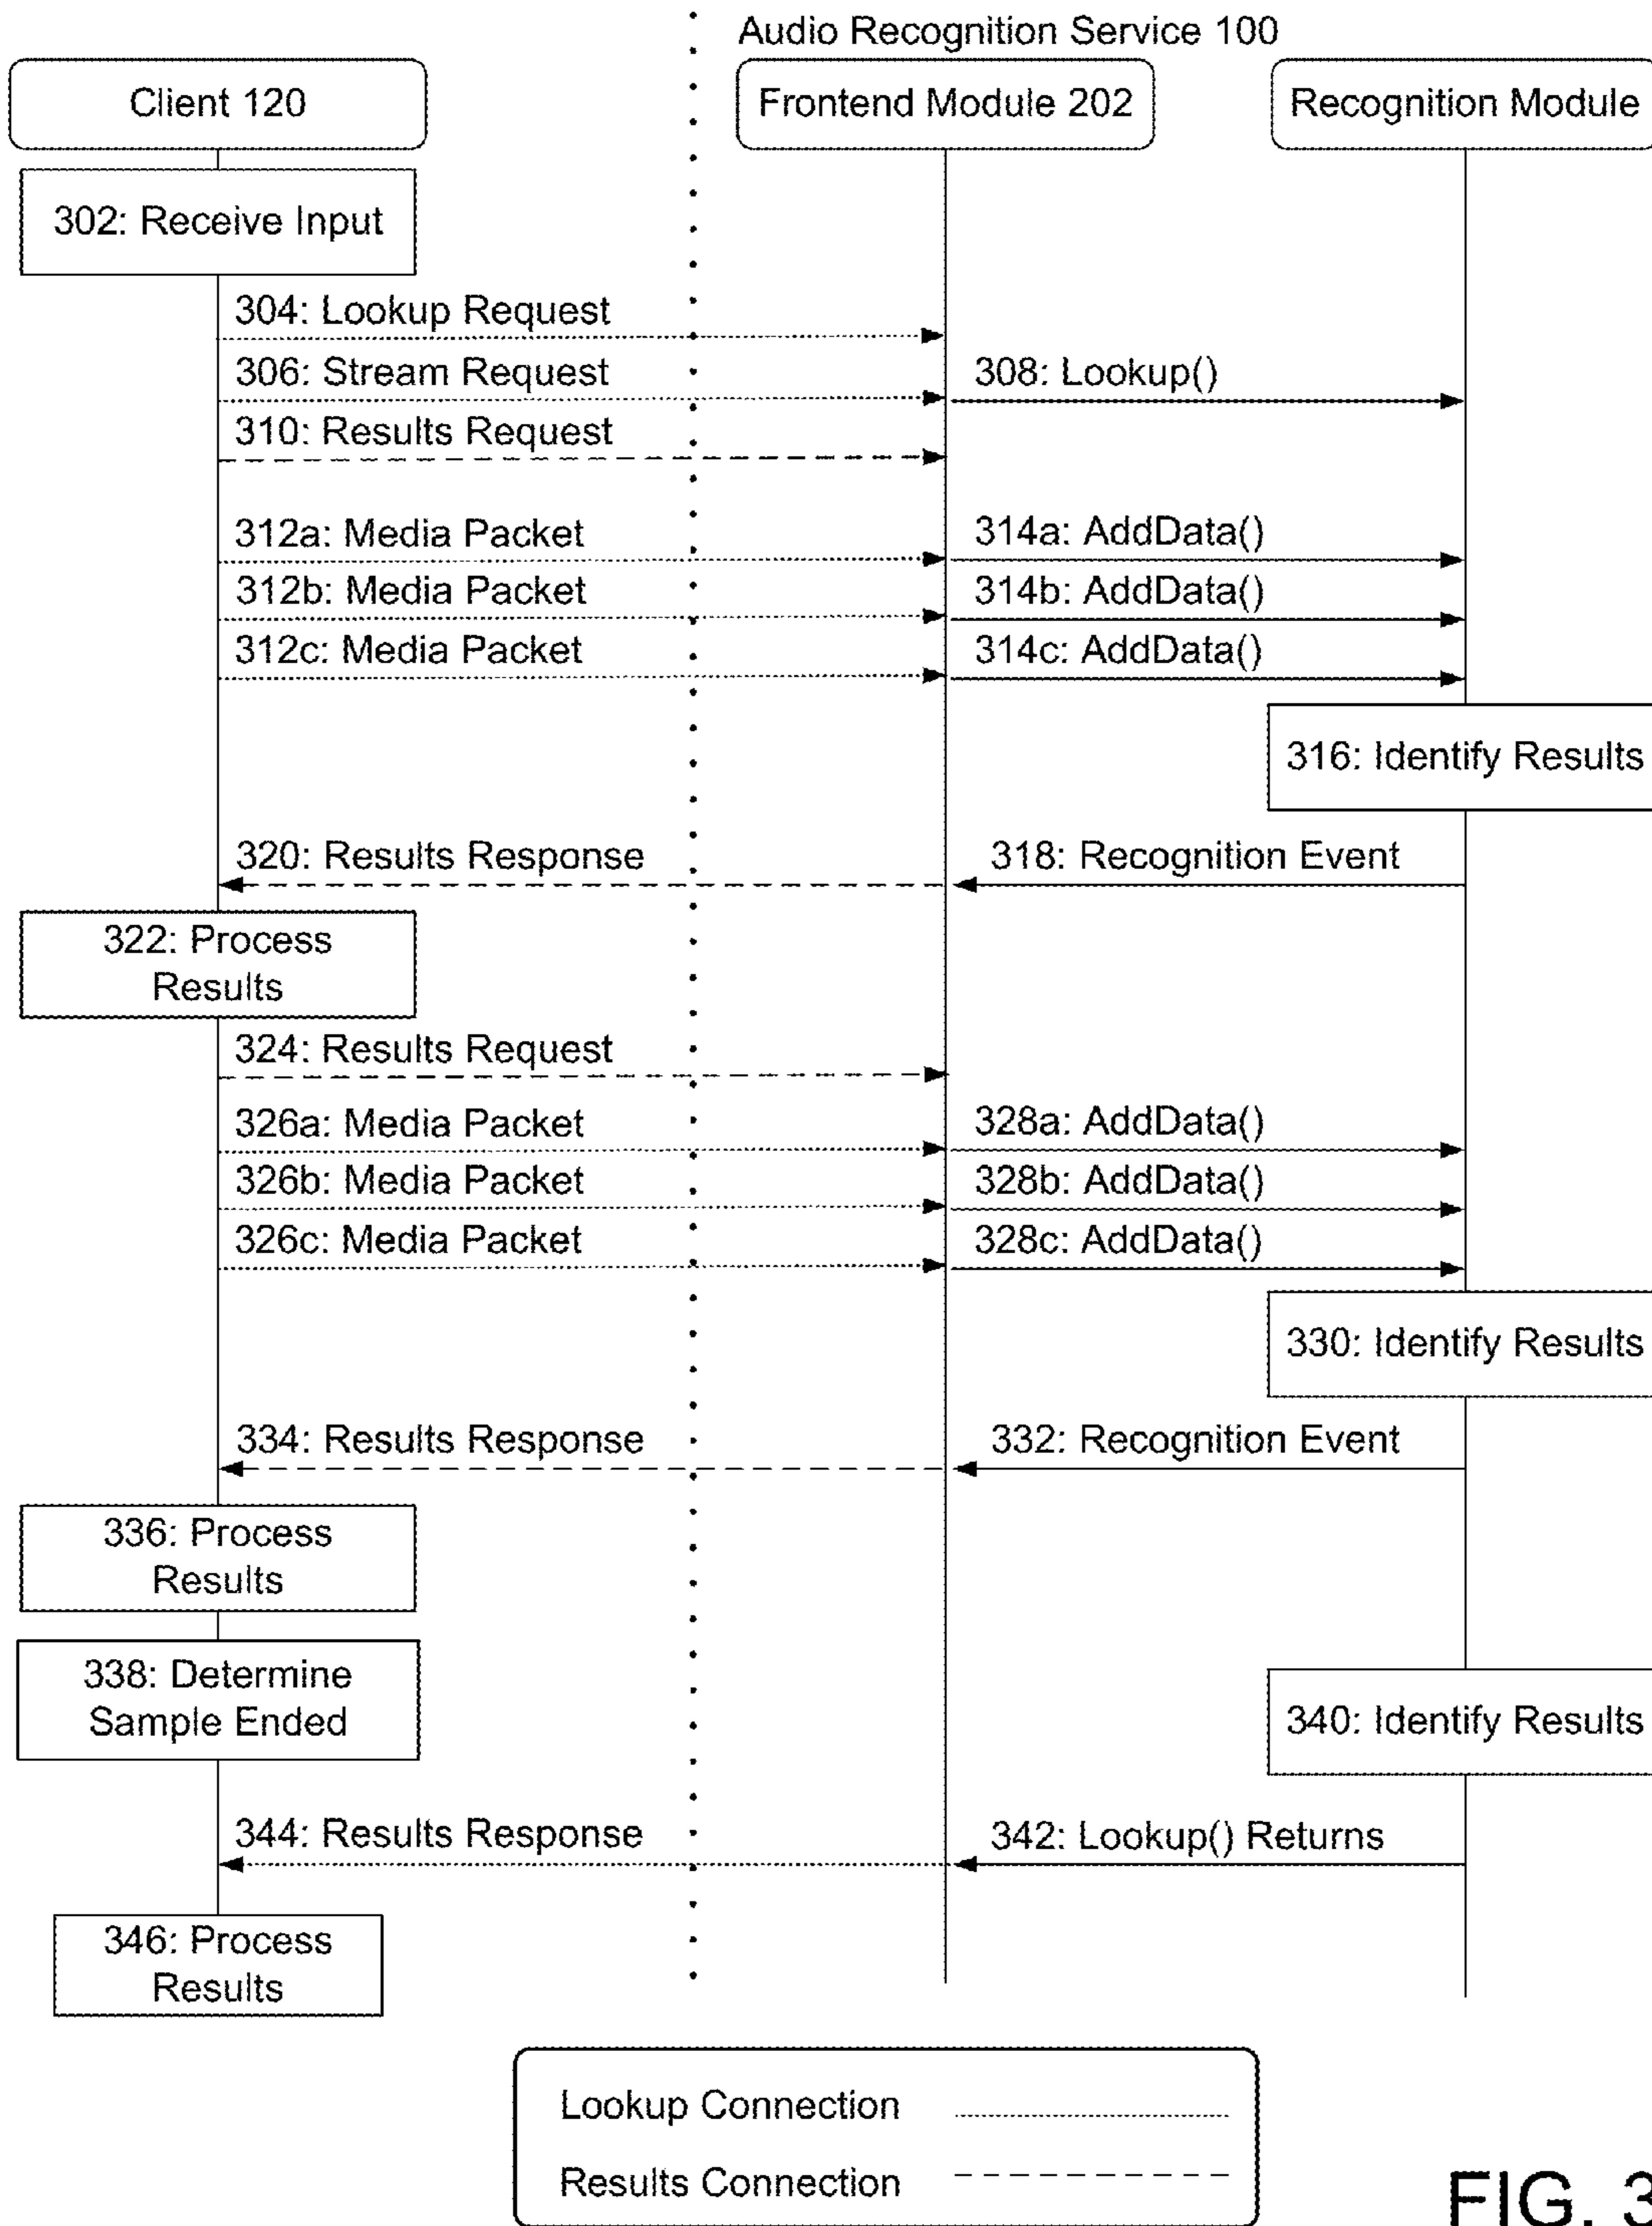 Audio Recognition Service 100
Client 120
Frontend Module 202
Recognition Module
302: Receive Input
304: Lookup Request
306: Stream Request
308: Lookup()
310: Results Request
312a: Media Packet
314a: AddData()
312b: Media Packet
314b: AddData()
312c: Media Packet
314c: AddData()
316: Identify Results
320: Results Response
318: Recognition Event
322: Process
Results
324: Results Request
326a: Media Packet
328a: AddData()
326b: Media Packet
328b: AddData()
326c: Media Packet
328c: AddData()
330: Identify Results
334: Results Response
332: Recognition Event
336: Process
Results
338: Determine
Sample Ended
340: Identify Results
344: Results Response
342: Lookup() Returns
346: Process
Results
Lookup Connection
Results Connection
FIG. 3